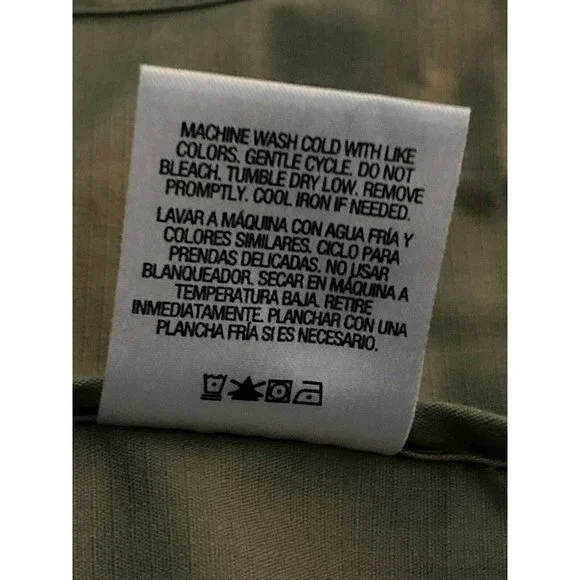 MACHINE WASH COLD WITH LIKE
COLORS. GENTLE CYCLE. DO NOT
BLEACH. TUMBLE DRY LOW. REMOVE
PROMPTLY. COOL IRON IF NEEDED.
LAVAR A MÁQUINA CON AGUA FRÍA Y
COLORES SIMILARES. CICLO PARA
PRENDAS DELICADAS. NO USAR
BLANQUEADOR. SECAR EN MÁQUINA A
TEMPERATURA BAJA. RETIRE
INMEDIATAMENTE. PLANCHAR CON UNA
PLANCHA FRÍA SI ES NECESARIO.